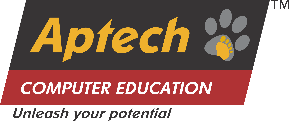 Aptech TM
COMPUTER EDUCATION
Unleash your potential